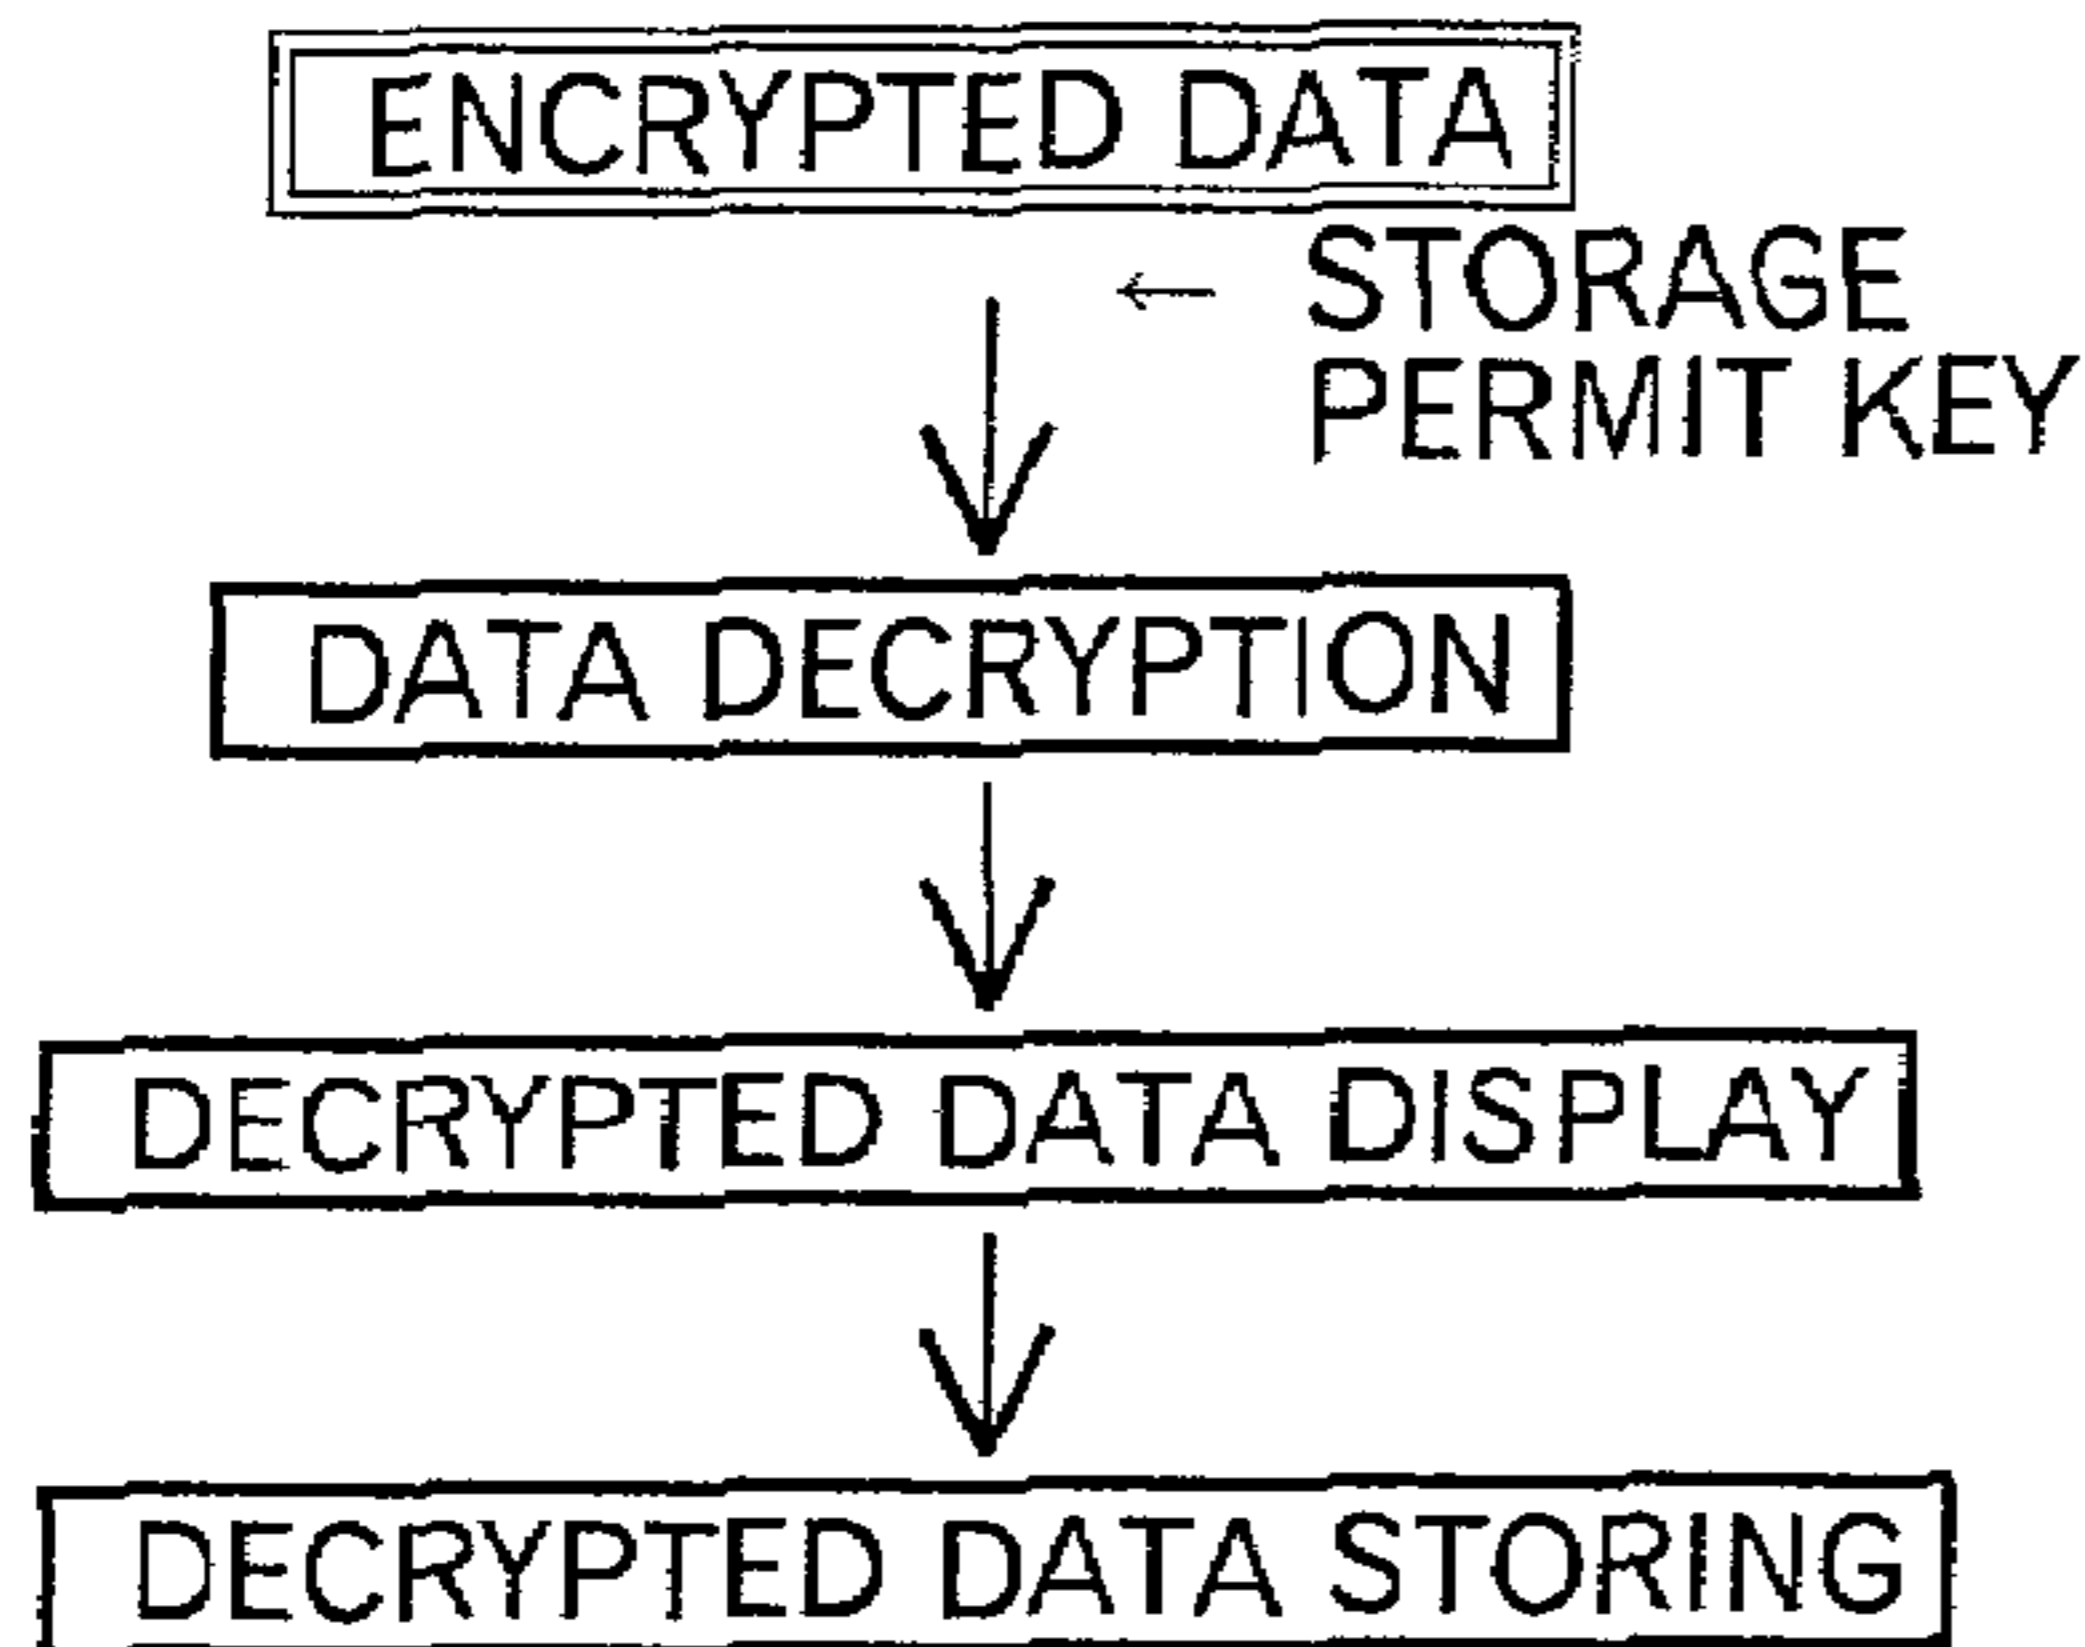 ENCRYPTED DATA
STORAGE
PERMIT KEY
DATA DECRYPTION
DECRYPTED DATA DISPLAY
DECRYPTED DATA STORING